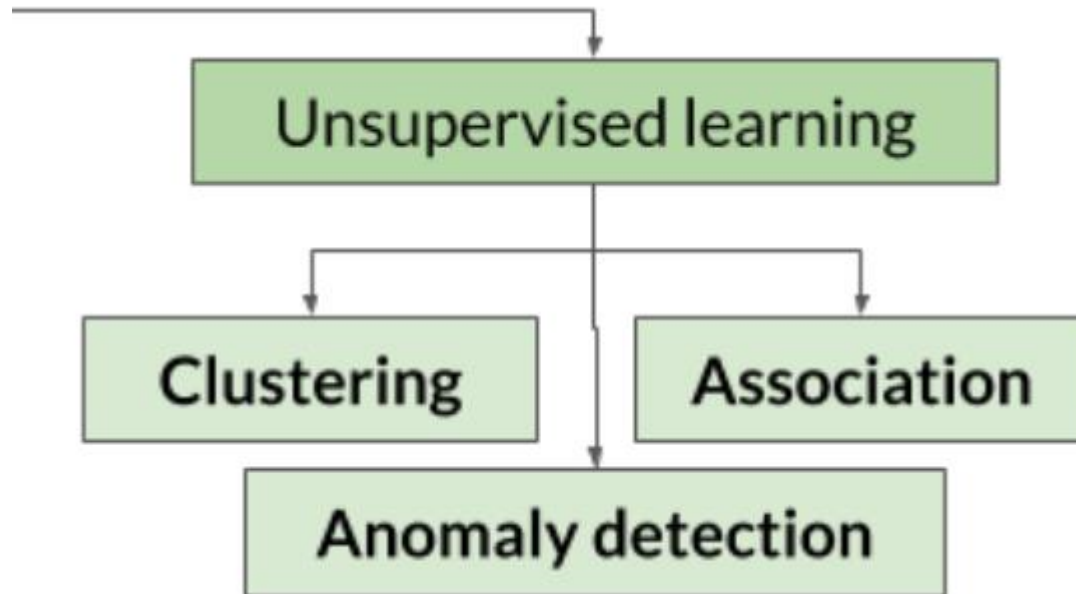 Unsupervised learning
Clustering
Association
Anomaly detection